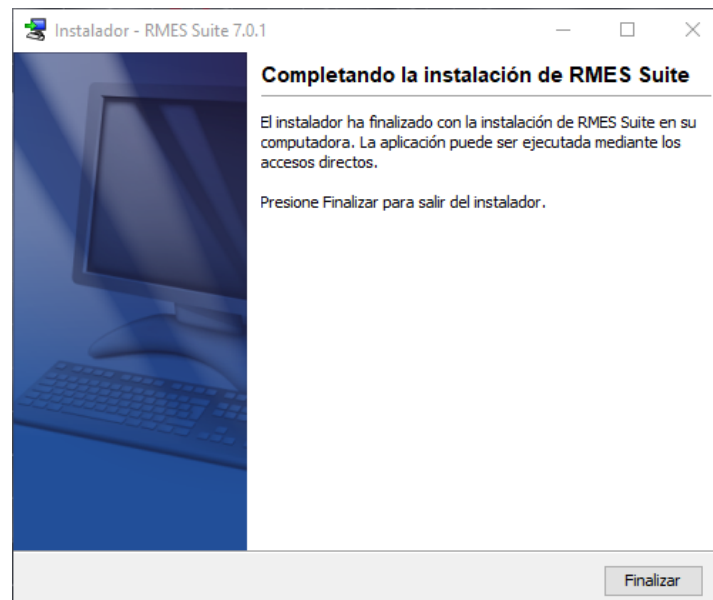 Instalador - RMES Suite 7.0.1
Completando la instalación de RMES Suite
El instalador ha finalizado con la instalación de RMES Suite en su
computadora. La aplicación puede ser ejecutada mediante los
accesos directos.
Presione Finalizar para salir del instalador.
Finalizar